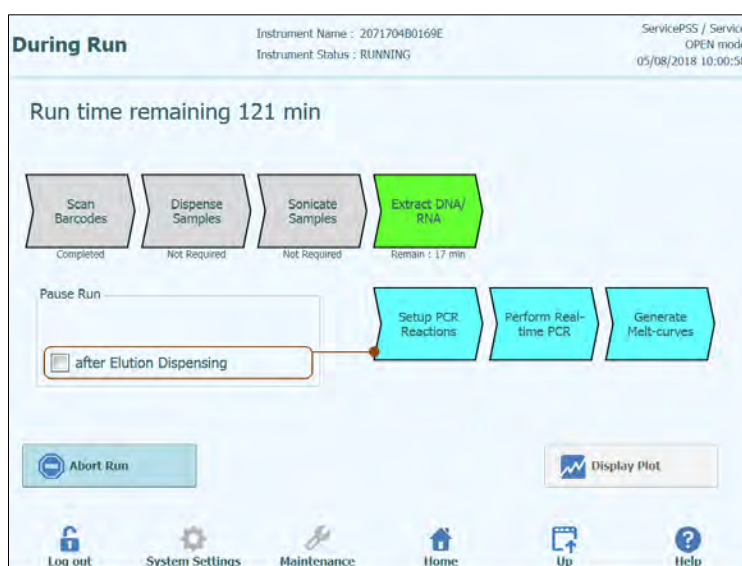 During Run
Instrument Name : 2071704B0169E
Instrument Status : RUNNING
ServicePSS / Service
OPEN mode
05/08/2018 10:00:58
Run time remaining 121 min
Scan
Barcodes
Dispense
Samples
Sonicate
Samples
Extract DNA/
RNA
Completed
Not Required
Not Required
Remain : 17 min
Pause Run
after Elution Dispensing
Setup PCR
Reactions
Perform Real-
time PCR
Generate
Melt-curves
Abort Run
Display Plot
Log out
System Settings
Maintenance
Home
Up
Help